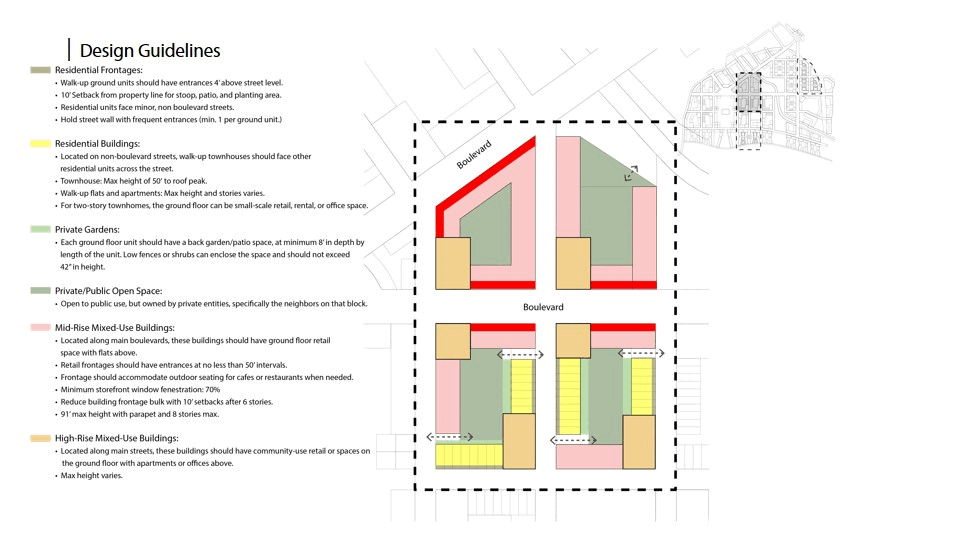 Design Guidelines
Residential Frontages:
• Walk-up ground units should have entrances 4' above street level.
• 10' Setback from property line for stoop, patio, and planting area.
• Residential units face minor, non boulevard streets.
• Hold street wall with frequent entrances (min. 1 per ground unit.)
Residential Buildings:
• Located on non-boulevard streets, walk-up townhouses should face other
residential units across the street.
• Townhouse: Max height of 50' to roof peak.
• Walk-up flats and apartments: Max height and stories varies.
• For two-story townhomes, the ground floor can be small-scale retail, rental, or office space.
Private Gardens:
• Each ground floor unit should have a back garden/patio space, at minimum 8' in depth by
length of the unit. Low fences or shrubs can enclose the space and should not exceed
42" in height.
Private/Public Open Space:
• Open to public use, but owned by private entities, specifically the neighbors on that block.
Mid-Rise Mixed-Use Buildings:
• Located along main boulevards, these buildings should have ground floor retail
space with flats above.
• Retail frontages should have entrances at no less than 50' intervals.
• Frontage should accommodate outdoor seating for cafes or restaurants when needed.
• Minimum storefront window fenestration: 70%
• Reduce building frontage bulk with 10' setbacks after 6 stories.
• 91' max height with parapet and 8 stories max.
High-Rise Mixed-Use Buildings:
• Located along main streets, these buildings should have community-use retail or spaces on
the ground floor with apartments or offices above.
• Max height varies.
Boulevard
Boulevard